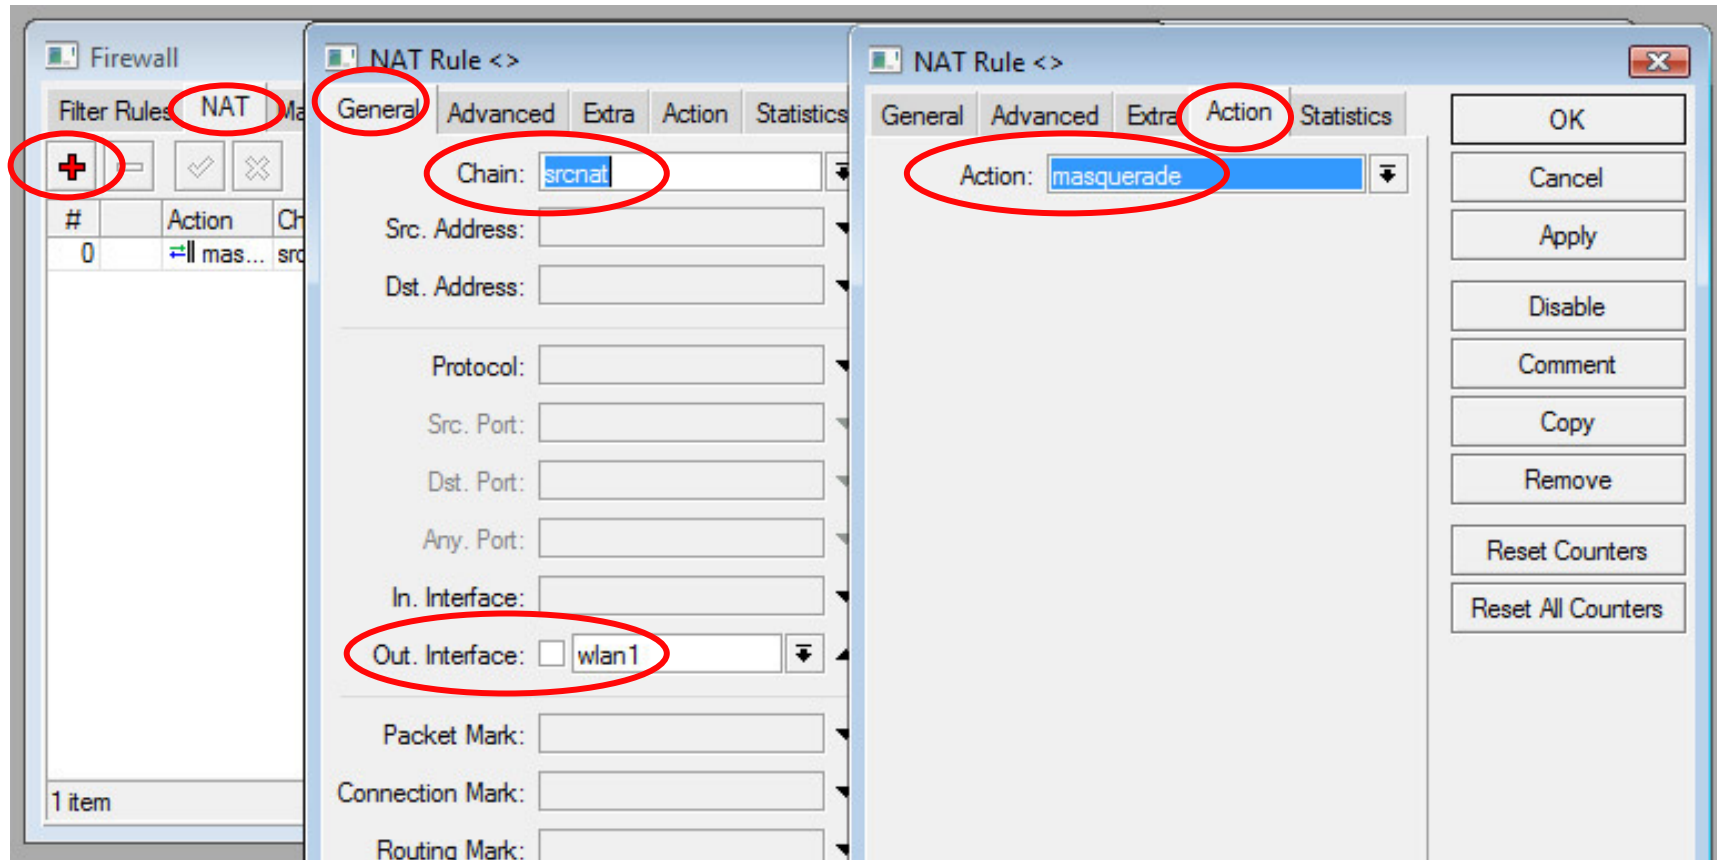 Firewall
Filter Rules NAT Ma
# Action Ch
0 mas... src
1 item
NAT Rule <>
General Advanced Extra Action Statistics
Chain: srcnat
Src. Address:
Dst. Address:
Protocol:
Src. Port:
Dst. Port:
Any. Port:
In. Interface:
Out. Interface: wlan1
Packet Mark:
Connection Mark:
Routing Mark:
NAT Rule <>
General Advanced Extra Action Statistics
Action: masquerade
OK
Cancel
Apply
Disable
Comment
Copy
Remove
Reset Counters
Reset All Counters